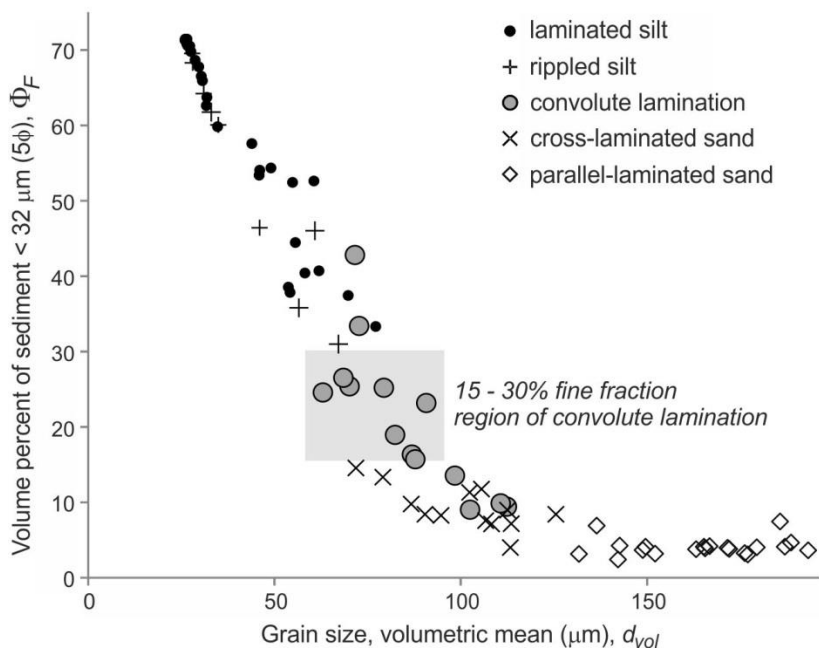 Volume percent of sediment < 32 μm (5ϕ), Φ_F
70
60
50
40
30
20
10
0
0
50
100
150
Grain size, volumetric mean (μm), d_vol
laminated silt
rippled silt
convolute lamination
cross-laminated sand
parallel-laminated sand
15 - 30% fine fraction
region of convolute lamination